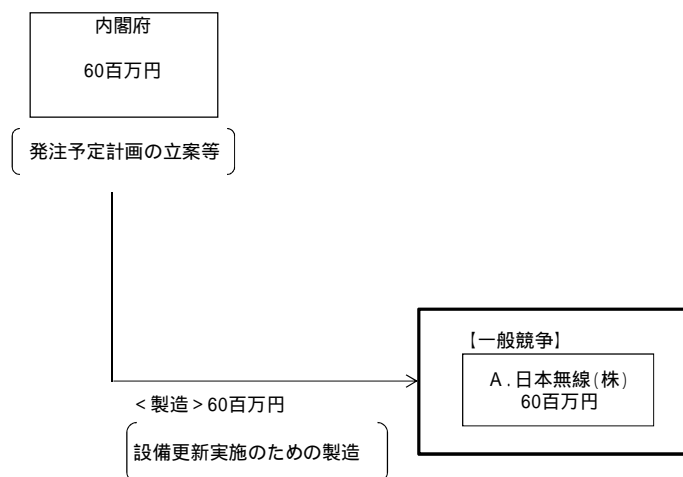 内閣府
60百万円
発注予定計画の立案等
【一般競争】
A.日本無線(株)
60百万円
<製造>60百万円
設備更新実施のための製造